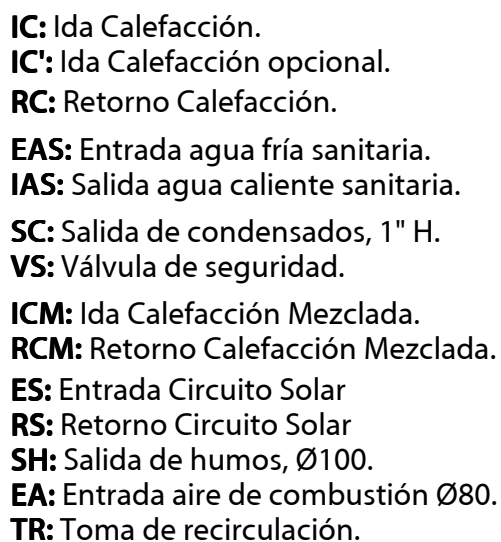 IC: Ida Calefacción.
IC': Ida Calefacción opcional.
RC: Retorno Calefacción.
EAS: Entrada agua fría sanitaria.
IAS: Salida agua caliente sanitaria.
SC: Salida de condensados, 1" H.
VS: Válvula de seguridad.
ICM: Ida Calefacción Mezclada.
RCM: Retorno Calefacción Mezclada.
ES: Entrada Circuito Solar
RS: Retorno Circuito Solar
SH: Salida de humos, Ø100.
EA: Entrada aire de combustión Ø80.
TR: Toma de recirculación.